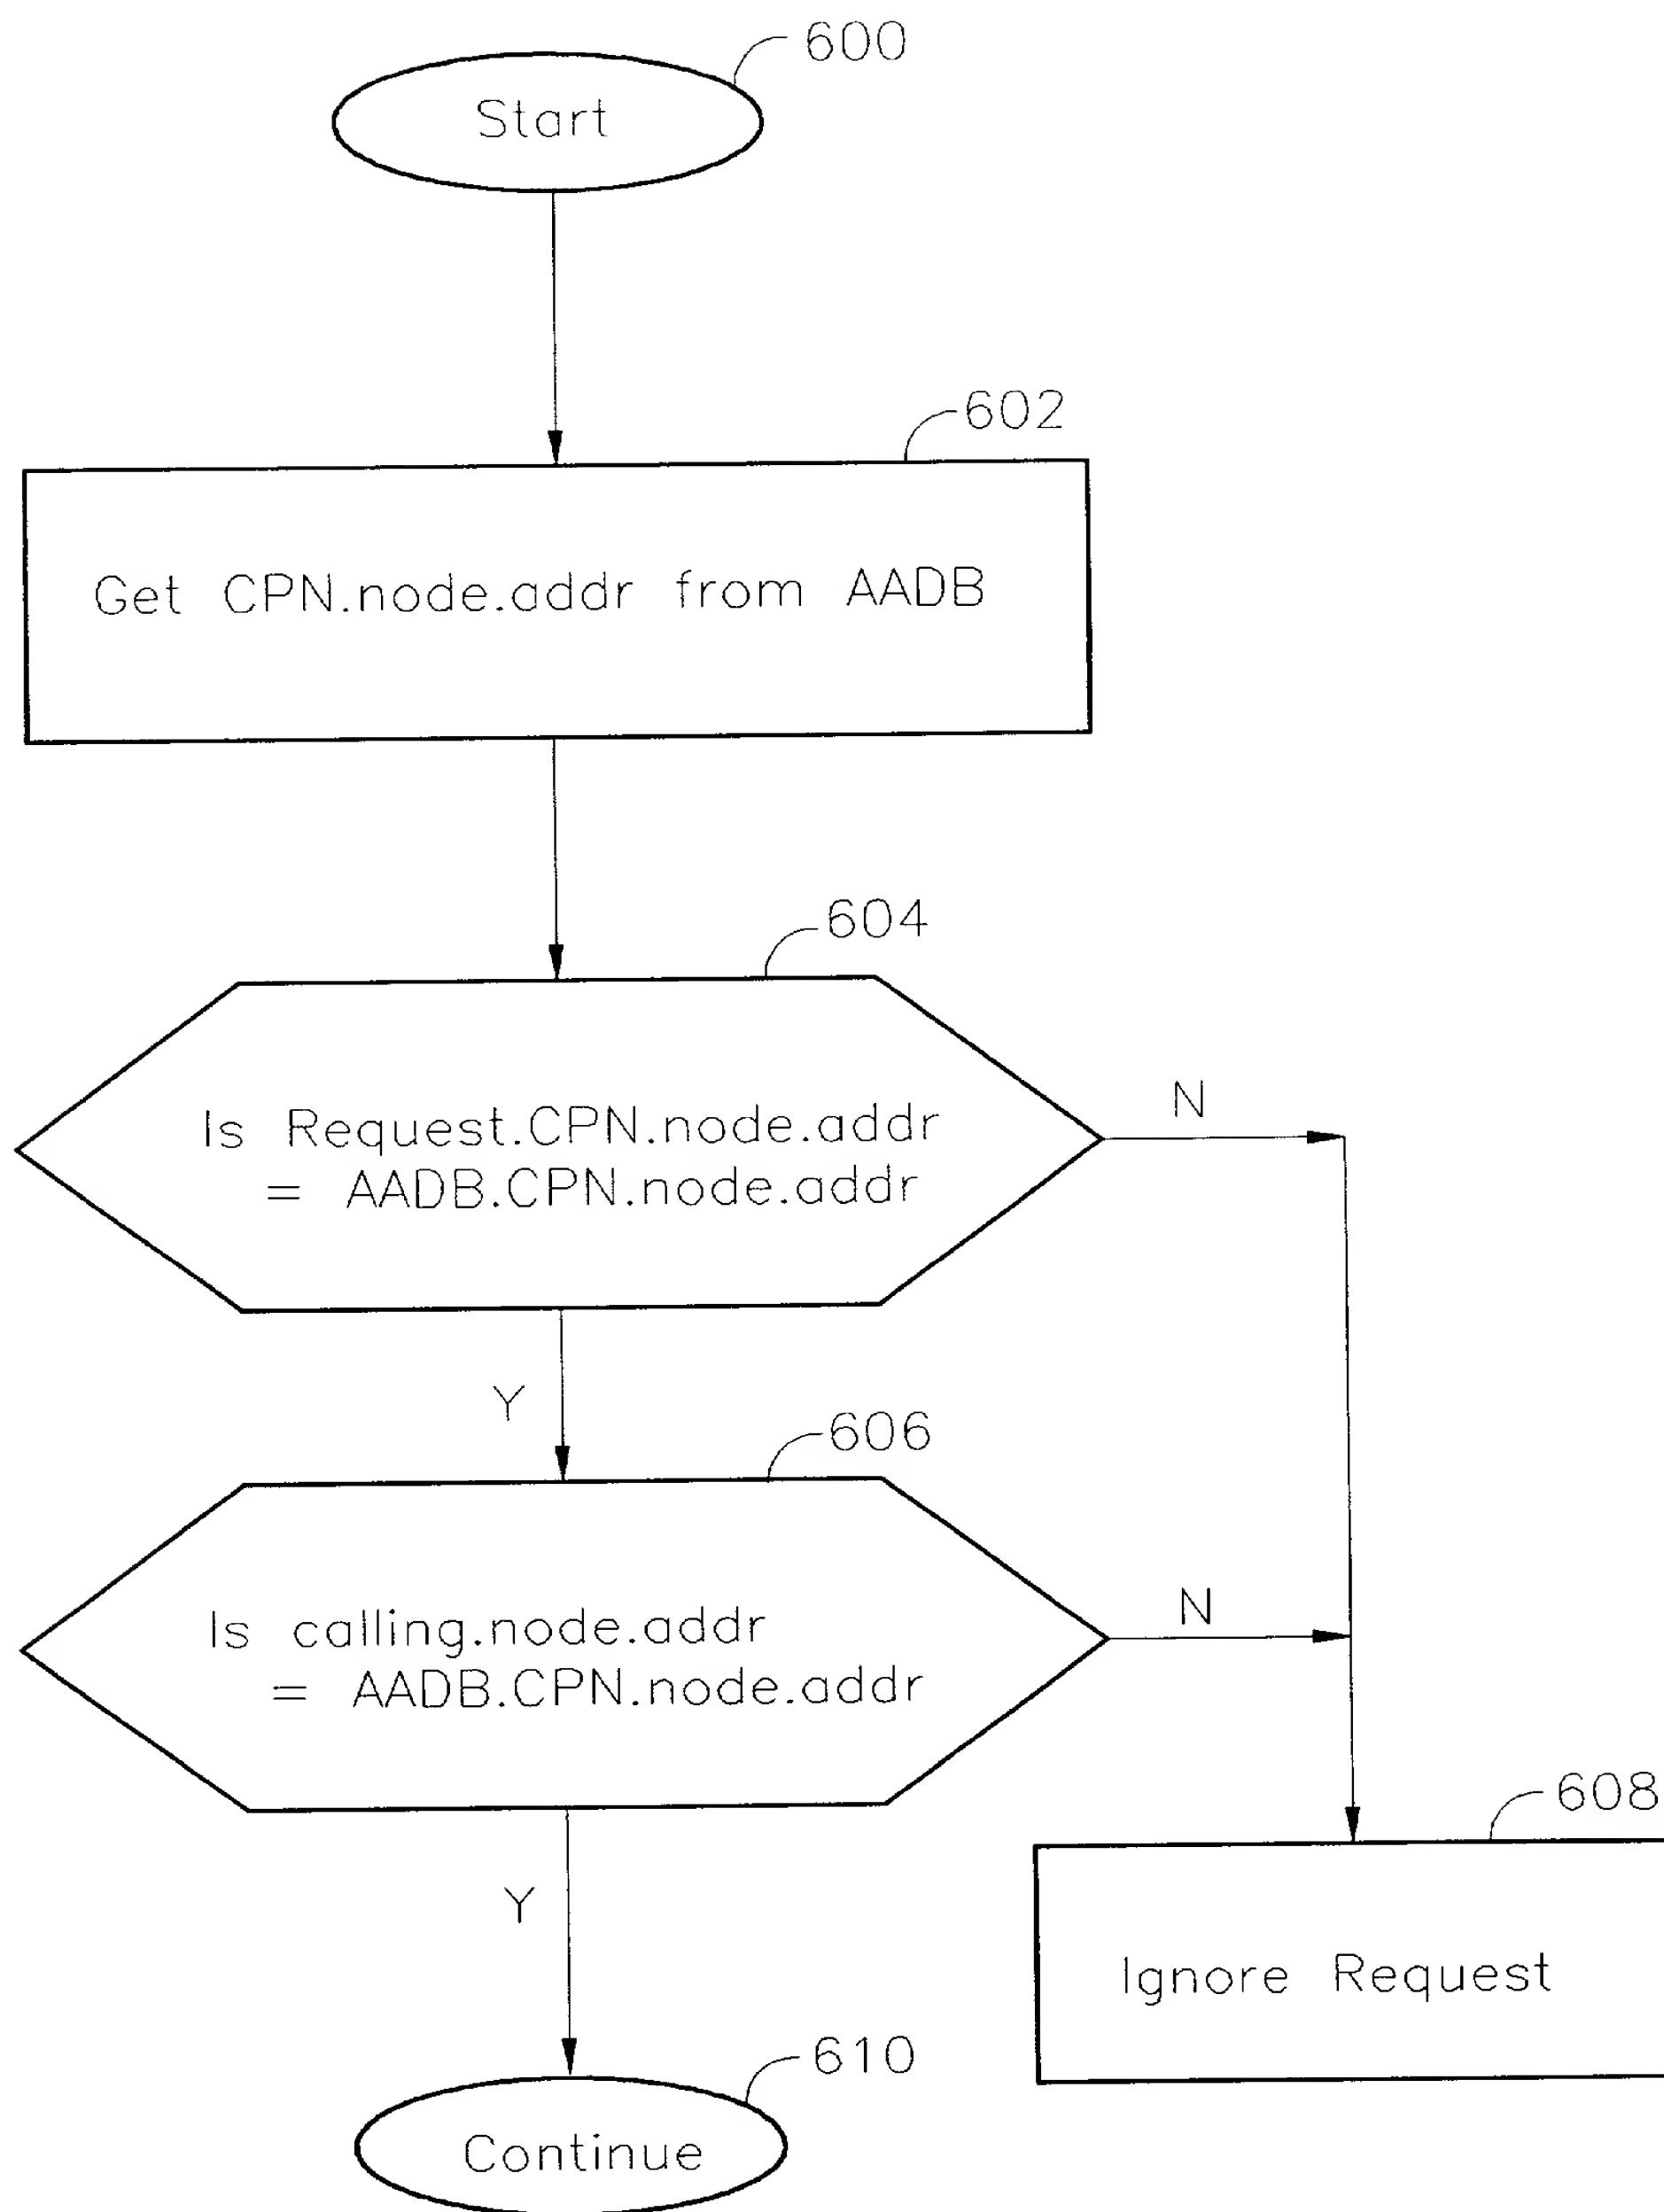 600
Start
602
Get CPN.node.addr from AADB
604
Is Request.CPN.node.addr
= AADB.CPN.node.addr
N
Y
606
Is calling.node.addr
= AADB.CPN.node.addr
N
Y
608
Ignore Request
610
Continue